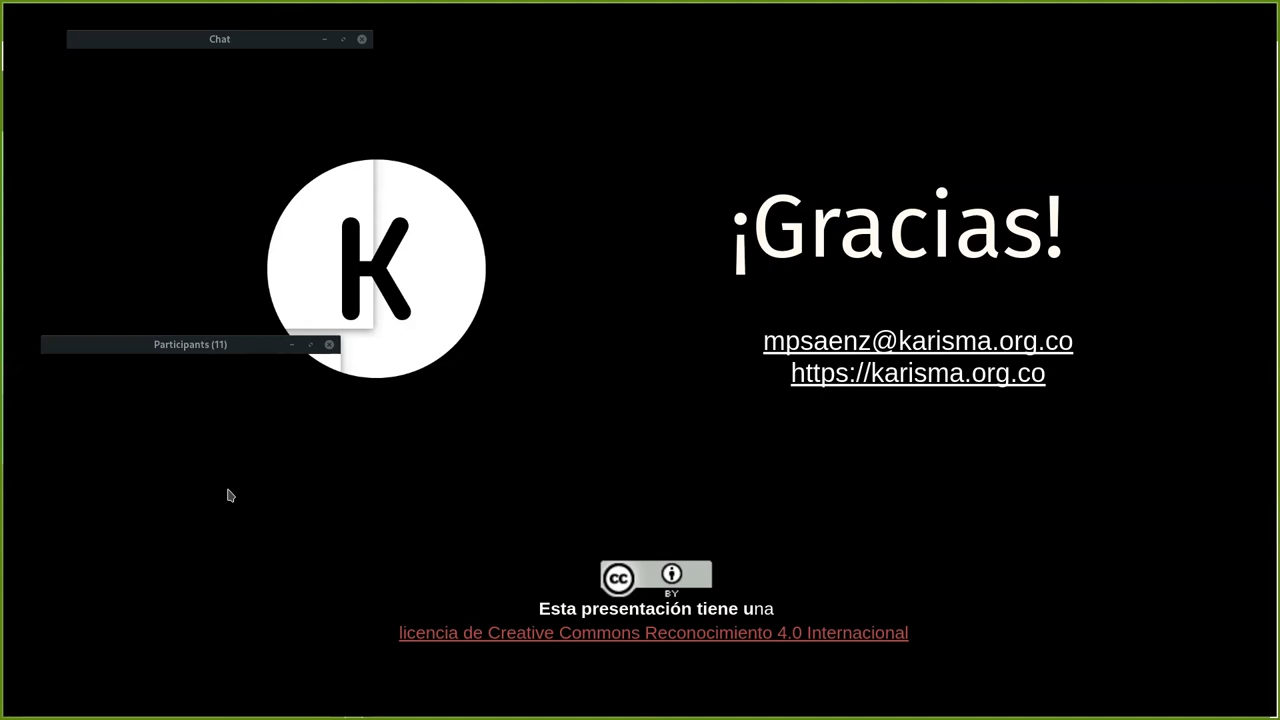 Chat
K
¡Gracias!
Participants (11)
mpsaenz@karisma.org.co
https://karisma.org.co
cc
BY
Esta presentación tiene una
licencia de Creative Commons Reconocimiento 4.0 Internacional